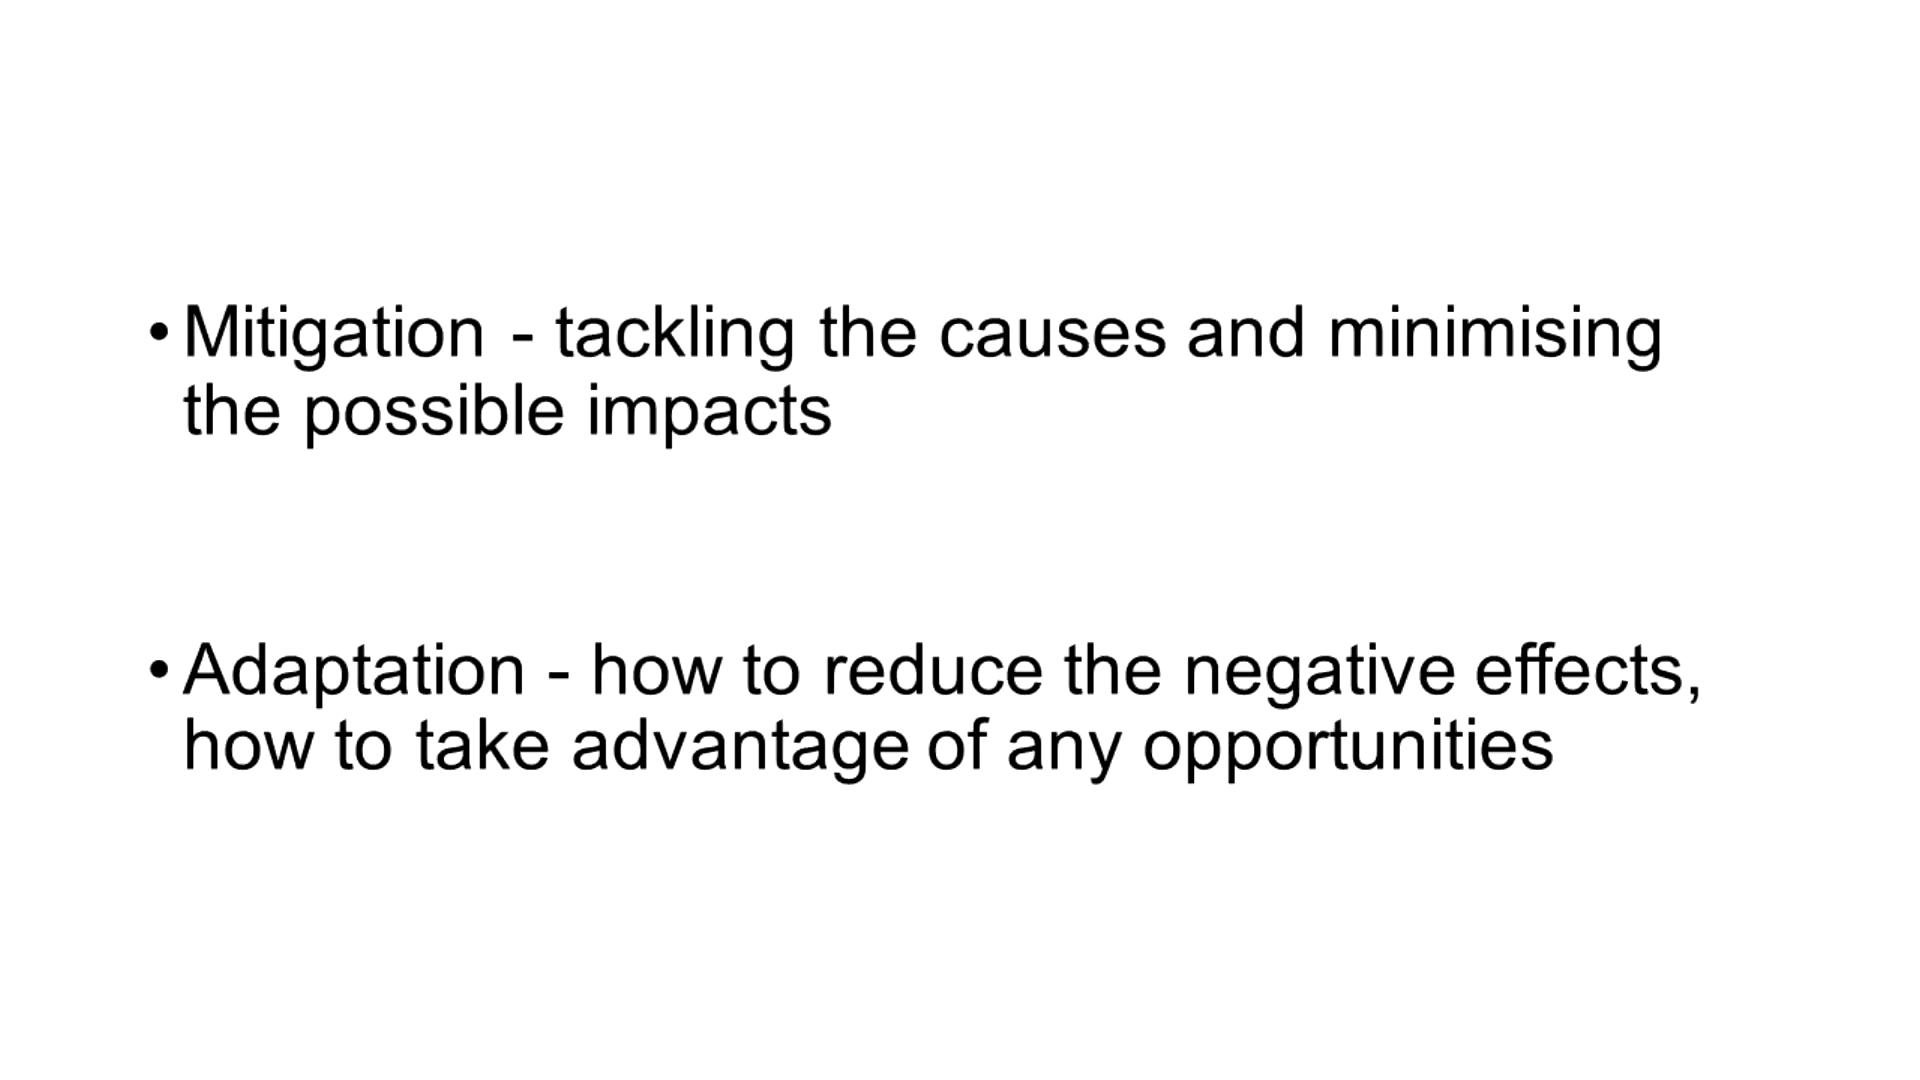 • Mitigation - tackling the causes and minimising
the possible impacts
• Adaptation - how to reduce the negative effects,
how to take advantage of any opportunities